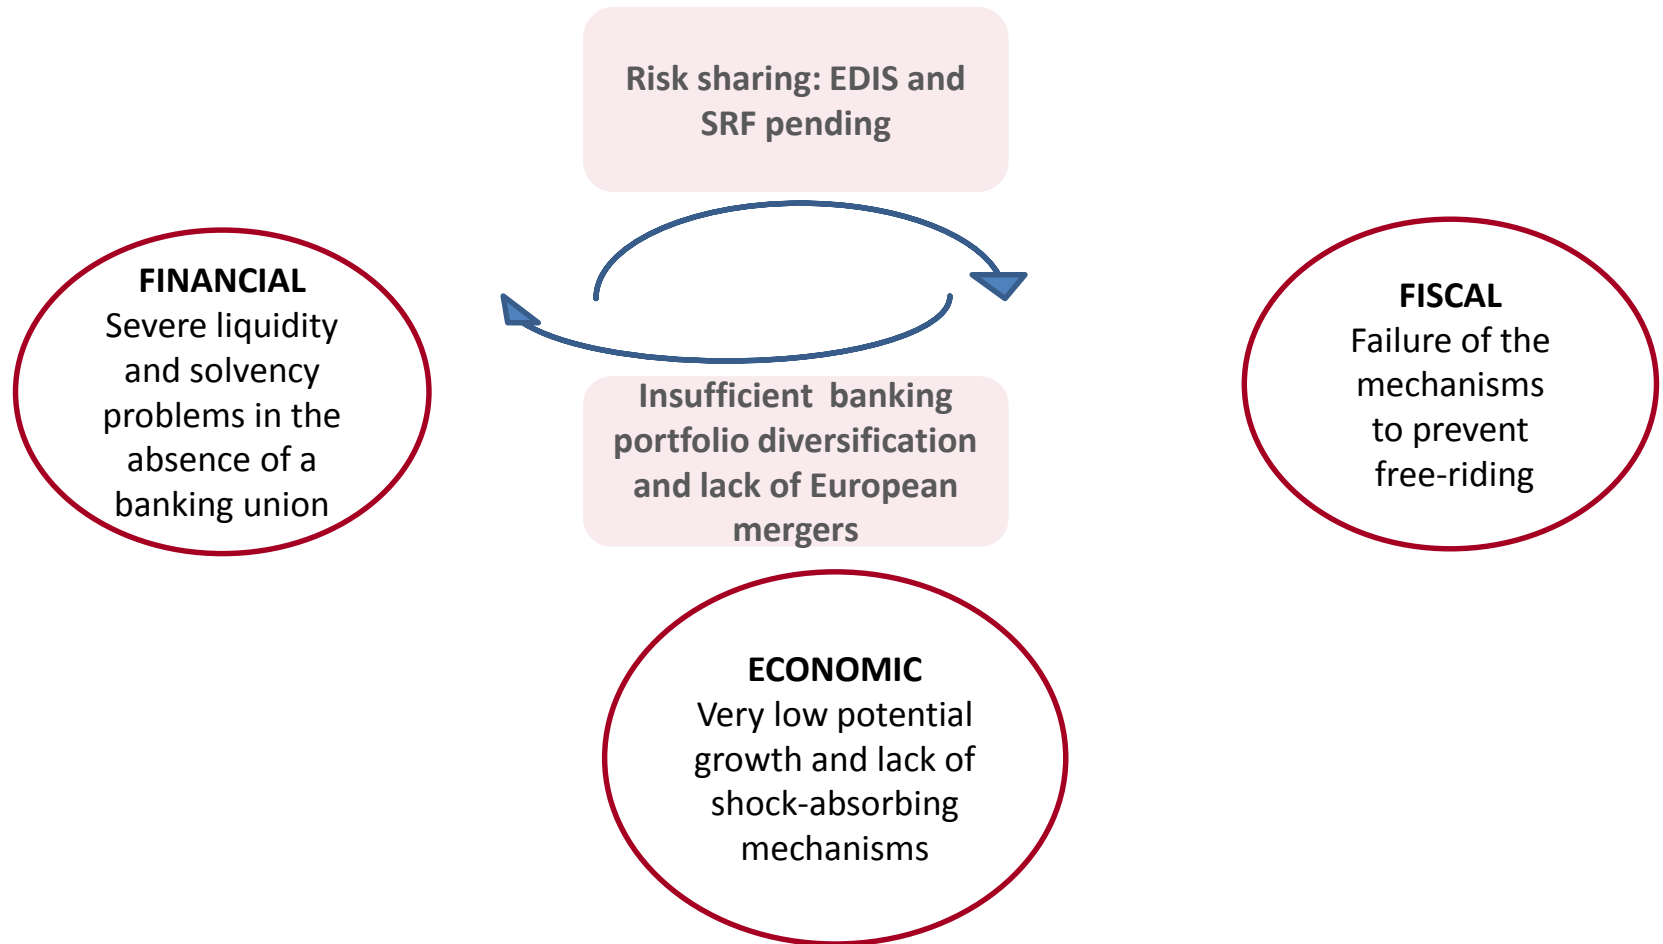 Risk sharing: EDIS and
SRF pending
FINANCIAL
Severe liquidity
and solvency
problems in the
absence of a
banking union
FISCAL
Failure of the
mechanisms
to prevent
free-riding
Insufficient  banking
portfolio diversification
and lack of European
mergers
ECONOMIC
Very low potential
growth and lack of
shock-absorbing
mechanisms